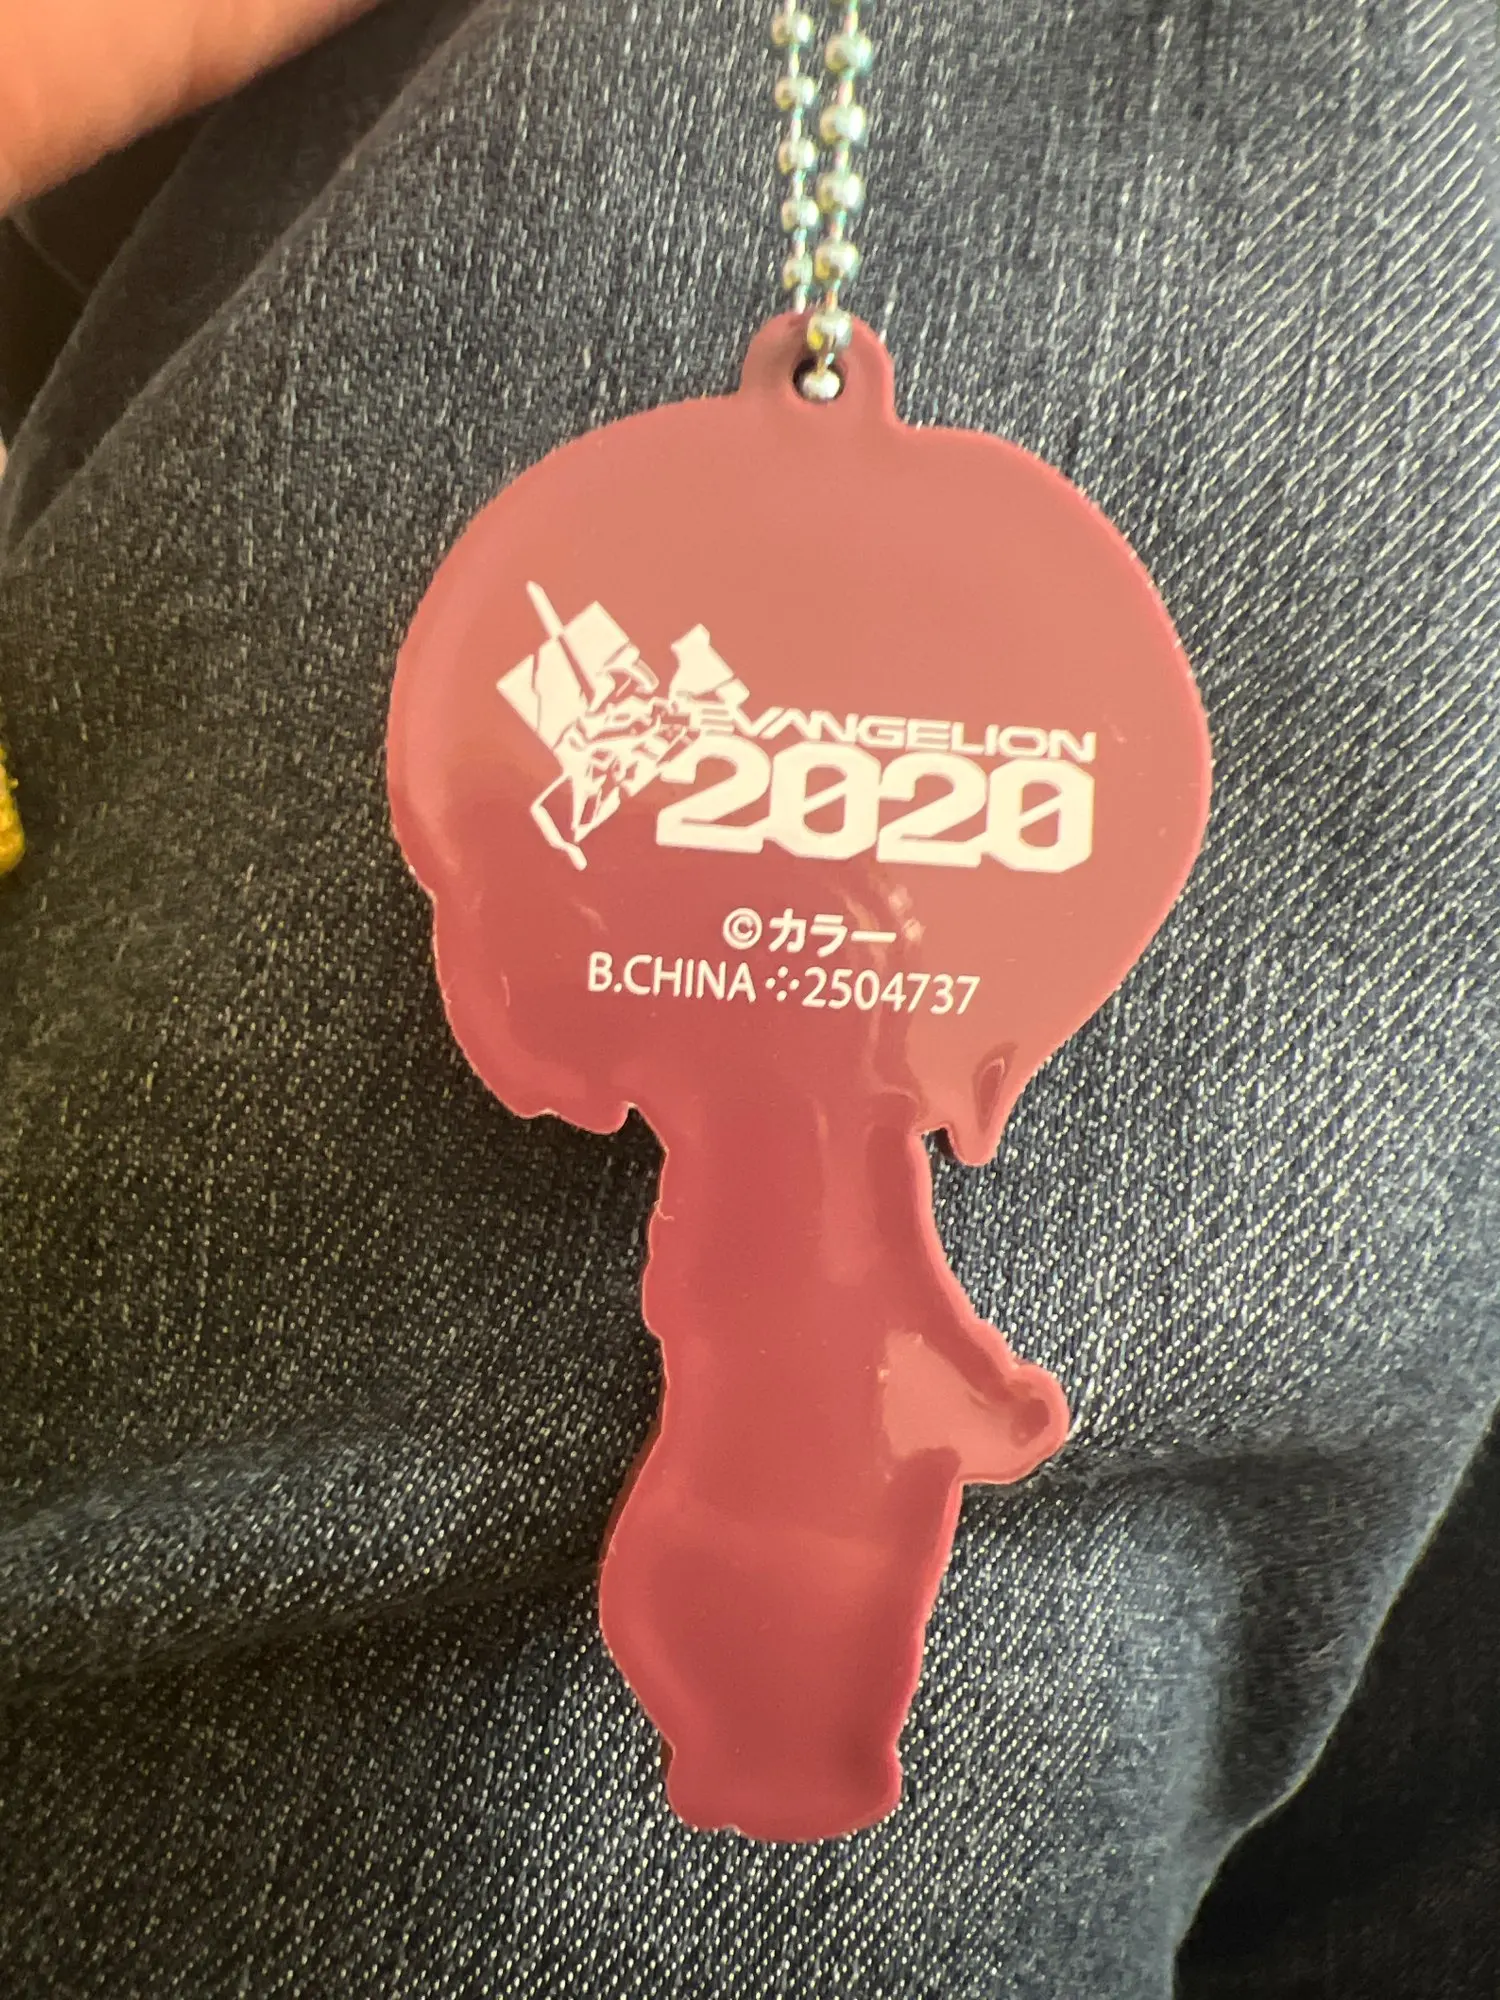 EVANGELION
2020
©カラー
B.CHINA ⁘ 2504737